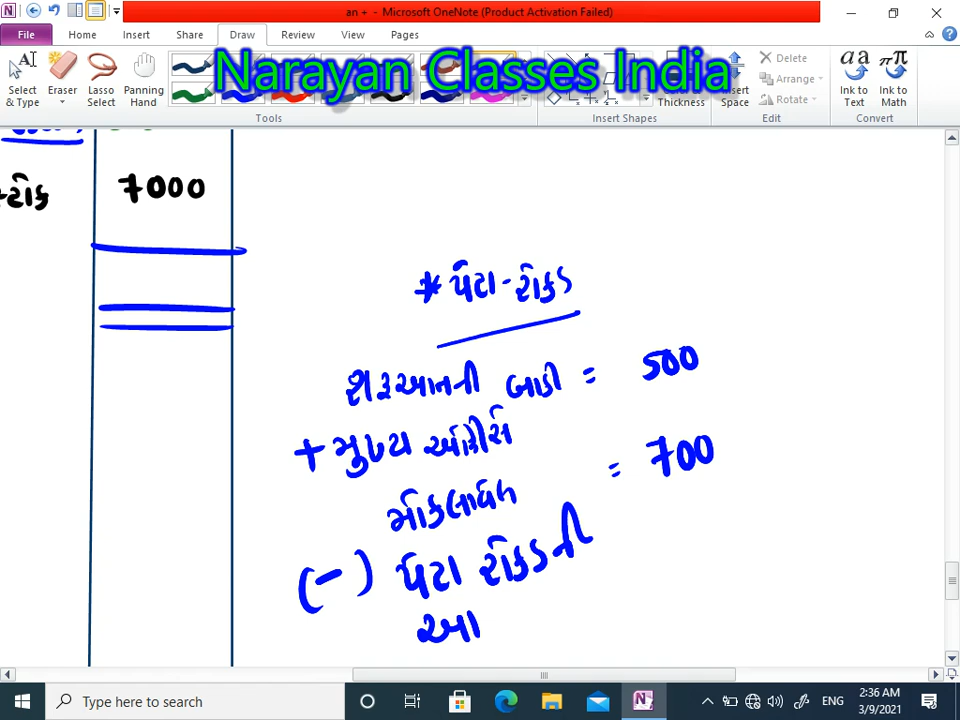 an + - Microsoft OneNote (Product Activation Failed)
File Home Insert Share Draw Review View Pages
Narayan Classes India
Select & Type Eraser Lasso Select Panning Hand Thickness Insert Space Delete Arrange Rotate Ink to Text Ink to Math
Tools Insert Shapes Edit Convert
7000
* પેટા-રોકડ
શરૂઆતની બાકી = 500
+ મુખ્ય ઓફીસે
મોકલાવેલ = 700
(-) પેટા રોકડની
આ
Type here to search
ENG 2:36 AM
3/9/2021